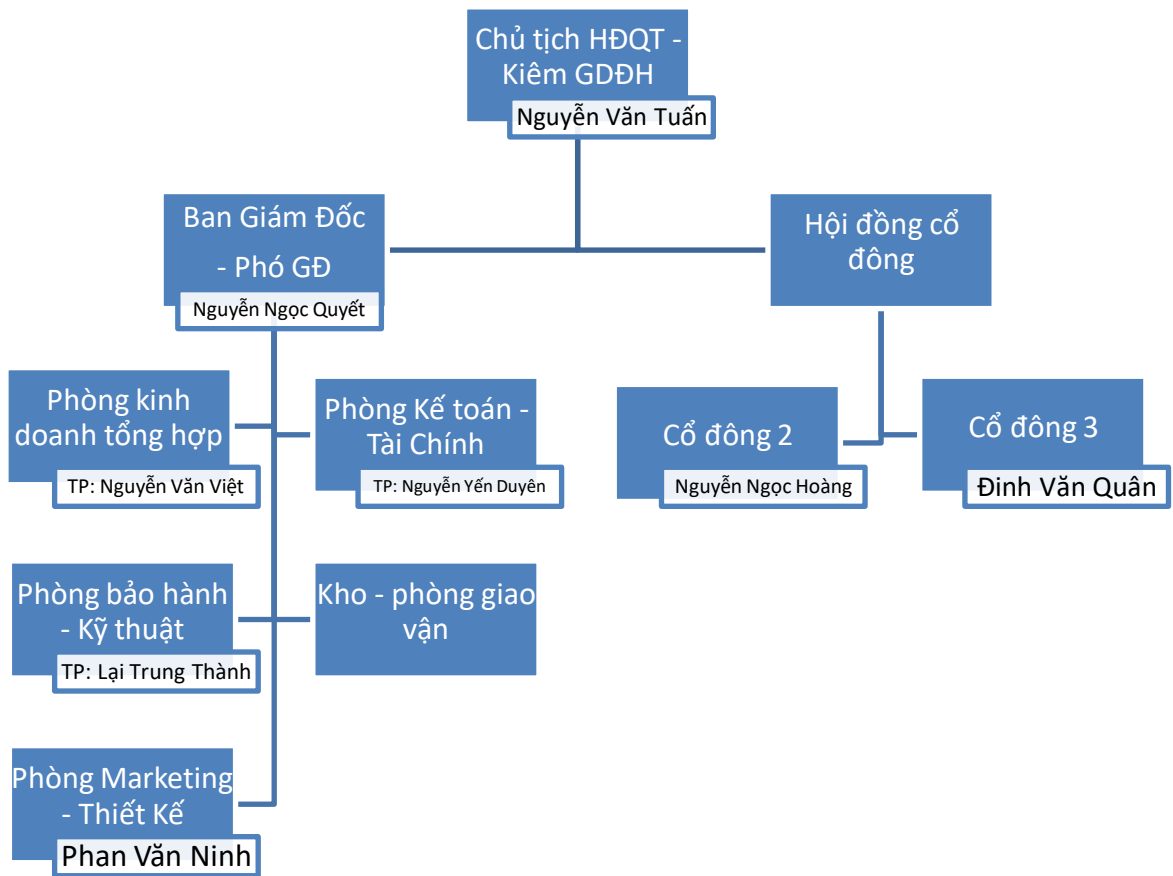 Chủ tịch HĐQT -
Kiêm GDĐH
Nguyễn Văn Tuấn
Ban Giám Đốc
- Phó GĐ
Nguyễn Ngọc Quyết
Hội đồng cổ
đông
Phòng kinh
doanh tổng hợp
TP: Nguyễn Văn Việt
Phòng Kế toán -
Tài Chính
TP: Nguyễn Yến Duyên
Cổ đông 2
Nguyễn Ngọc Hoàng
Cổ đông 3
Đinh Văn Quân
Phòng bảo hành
- Kỹ thuật
TP: Lại Trung Thành
Kho - phòng giao
vận
Phòng Marketing
- Thiết Kế
Phan Văn Ninh